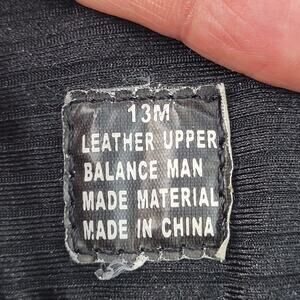 13M
LEATHER UPPER
BALANCE MAN
MADE MATERIAL
MADE IN CHINA